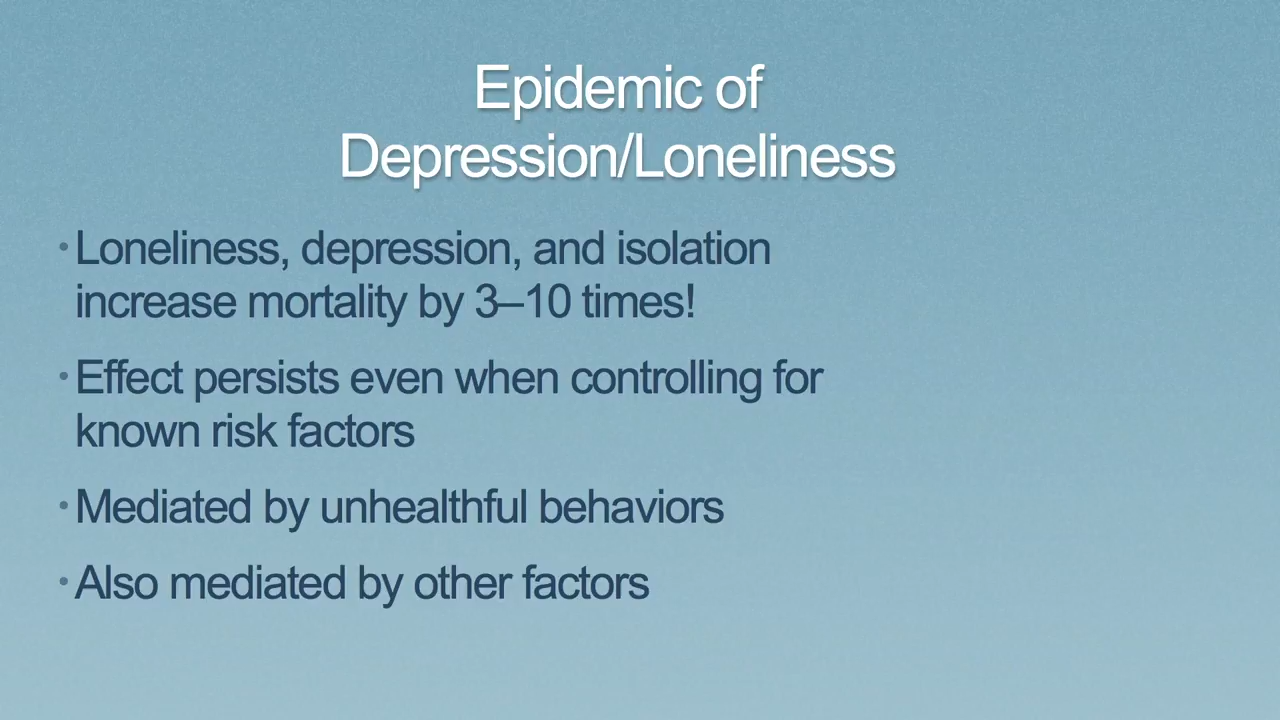 Epidemic of
Depression/Loneliness
• Loneliness, depression, and isolation
increase mortality by 3–10 times!
• Effect persists even when controlling for
known risk factors
• Mediated by unhealthful behaviors
• Also mediated by other factors